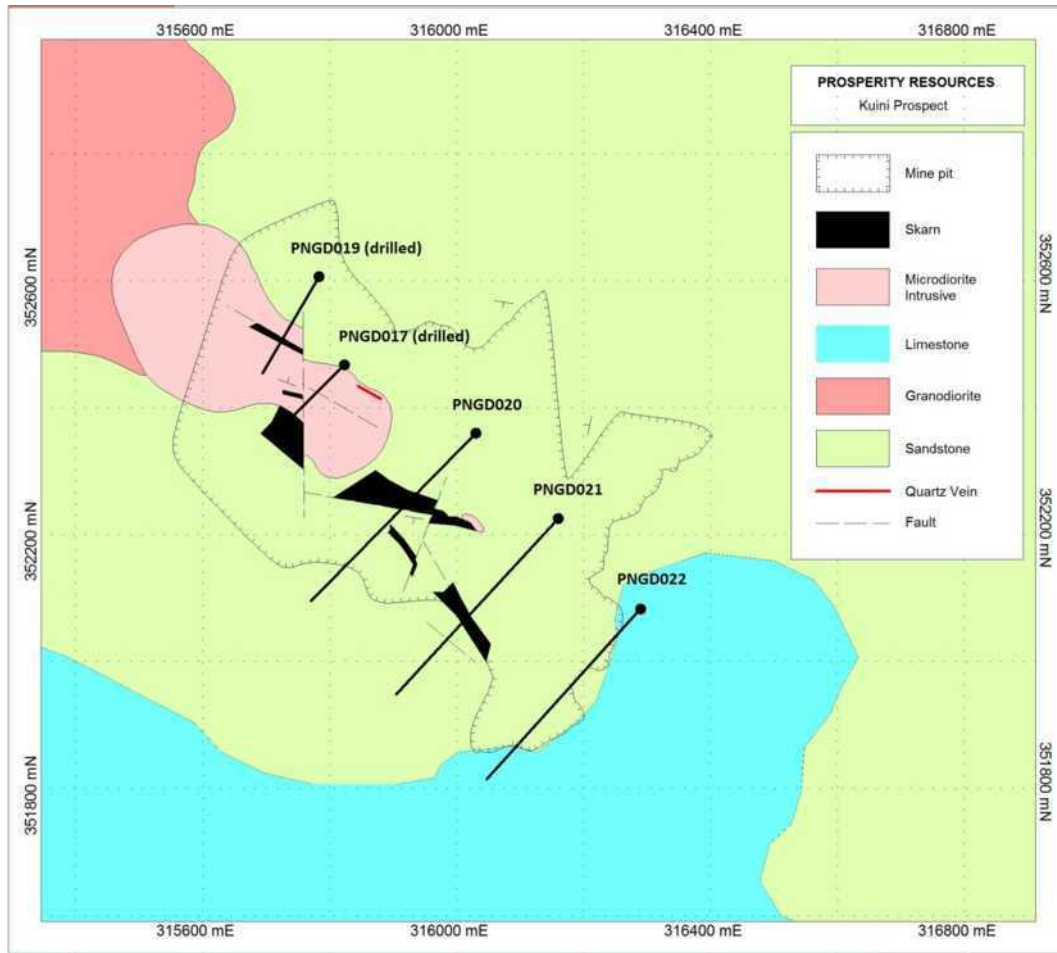 315600 mE
316000 mE
316400 mE
316800 mE
PROSPERITY RESOURCES
Kuini Prospect
Mine pit
Skarn
Microdiorite
Intrusive
Limestone
Granodiorite
Sandstone
Quartz Vein
Fault
PNGD019 (drilled)
PNGD017 (drilled)
PNGD020
PNGD021
PNGD022
352600 mN
352200 mN
351800 mN
352600 mN
352200 mN
351800 mN
315600 mE
316000 mE
316400 mE
316800 mE